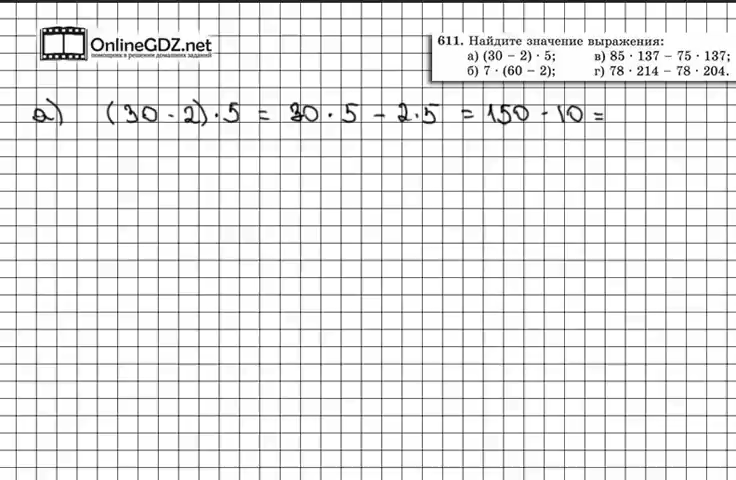 OnlineGDZ.net
помощник в решении домашних заданий
611. Найдите значение выражения:
а) (30 − 2) · 5; в) 85 · 137 − 75 · 137;
б) 7 · (60 − 2); г) 78 · 214 − 78 · 204.
а) (30 - 2) · 5 = 30 · 5 - 2 · 5 = 150 - 10 =